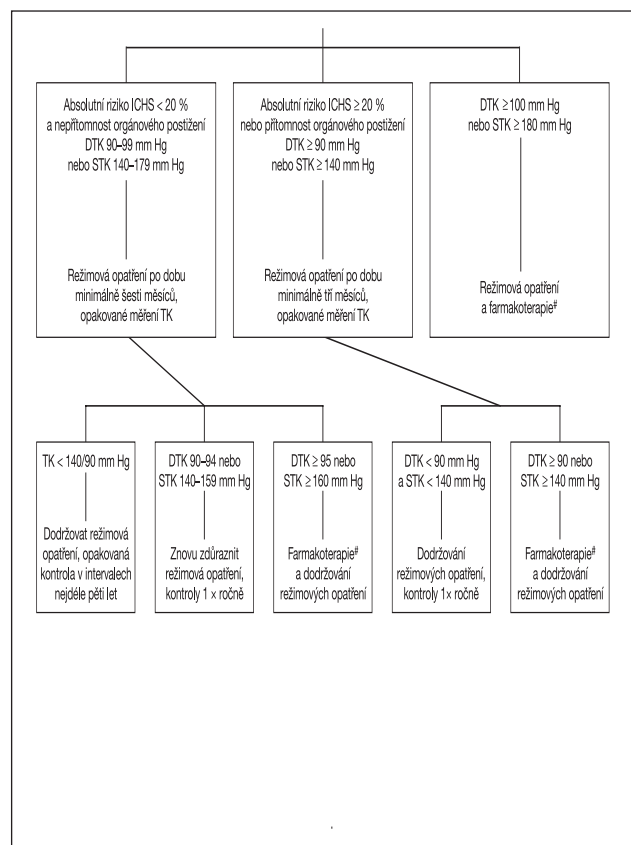 Absolutní riziko ICHS < 20 %
a nepřítomnost orgánového postižení
DTK 90–99 mm Hg
nebo STK 140–179 mm Hg
Režimová opatření po dobu
minimálně šesti měsíců,
opakované měření TK
Absolutní riziko ICHS ≥ 20 %
nebo přítomnost orgánového postižení
DTK ≥ 90 mm Hg
nebo STK ≥ 140 mm Hg
Režimová opatření po dobu
minimálně tří měsíců,
opakované měření TK
DTK ≥100 mm Hg
nebo STK ≥ 180 mm Hg
Režimová opatření
a farmakoterapie#
TK < 140/90 mm Hg
Dodržovat režimová
opatření, opakovaná
kontrola v intervalech
nejdéle pěti let
DTK 90–94 nebo
STK 140–159 mm Hg
Znovu zdůraznit
režimová opatření,
kontroly 1 × ročně
DTK ≥ 95 nebo
STK ≥160 mm Hg
Farmakoterapie#
a dodržování
režimových opatření
DTK < 90 mm Hg
a STK < 140 mm Hg
Dodržování
režimových opatření,
kontroly 1× ročně
DTK ≥ 90 nebo
STK ≥140 mm Hg
Farmakoterapie#
a dodržování
režimových opatření